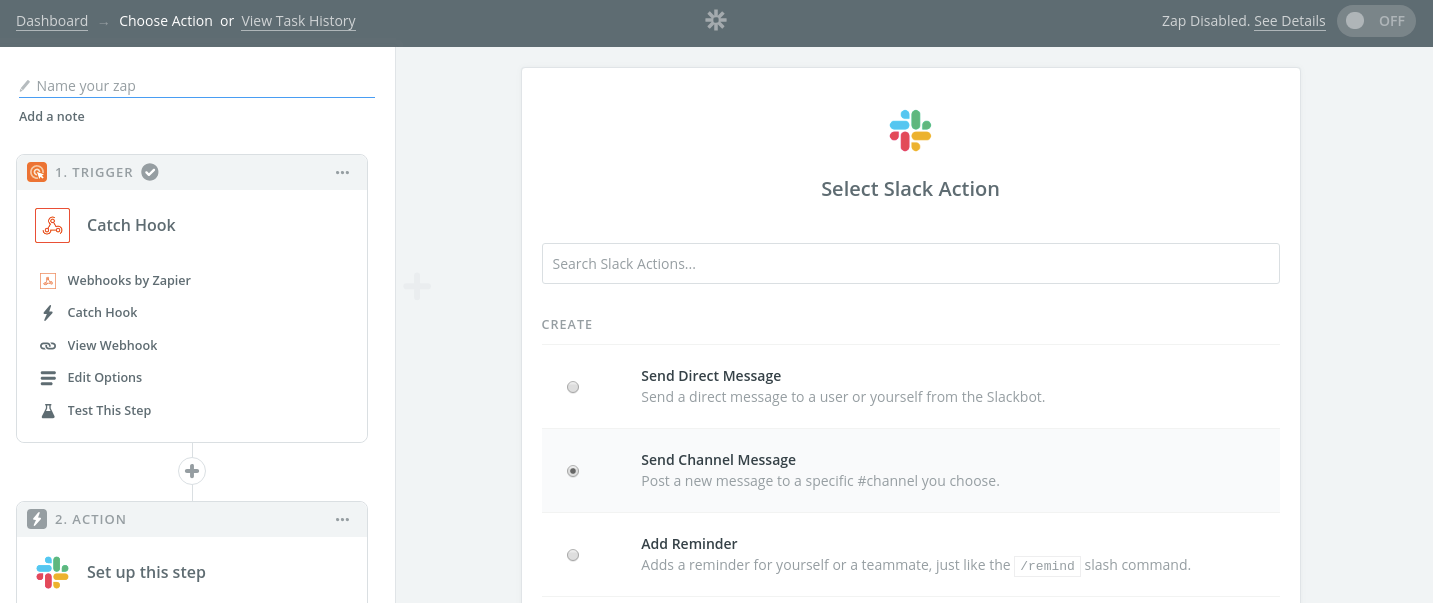 Dashboard → Choose Action or View Task History
Zap Disabled. See Details OFF
Name your zap
Add a note
1. TRIGGER
Catch Hook
Webhooks by Zapier
Catch Hook
View Webhook
Edit Options
Test This Step
2. ACTION
Set up this step
Select Slack Action
Search Slack Actions...
CREATE
Send Direct Message
Send a direct message to a user or yourself from the Slackbot.
Send Channel Message
Post a new message to a specific #channel you choose.
Add Reminder
Adds a reminder for yourself or a teammate, just like the /remind slash command.